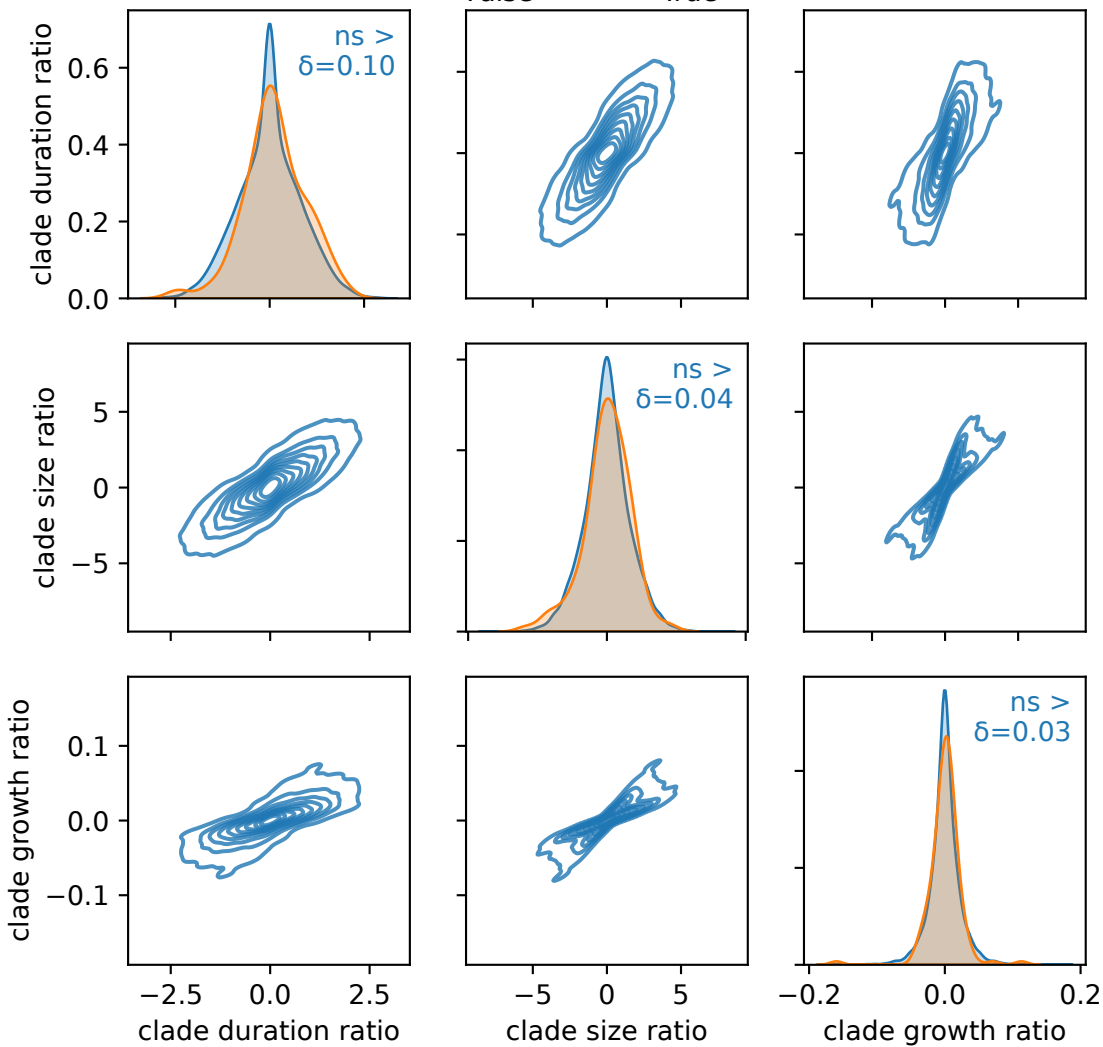 clade duration ratio
0.6
0.4
0.2
0.0
ns >
δ=0.10
clade size ratio
5
0
−5
ns >
δ=0.04
clade growth ratio
0.1
0.0
−0.1
ns >
δ=0.03
−2.5
0.0
2.5
−5
0
5
−0.2
0.0
0.2
clade duration ratio
clade size ratio
clade growth ratio